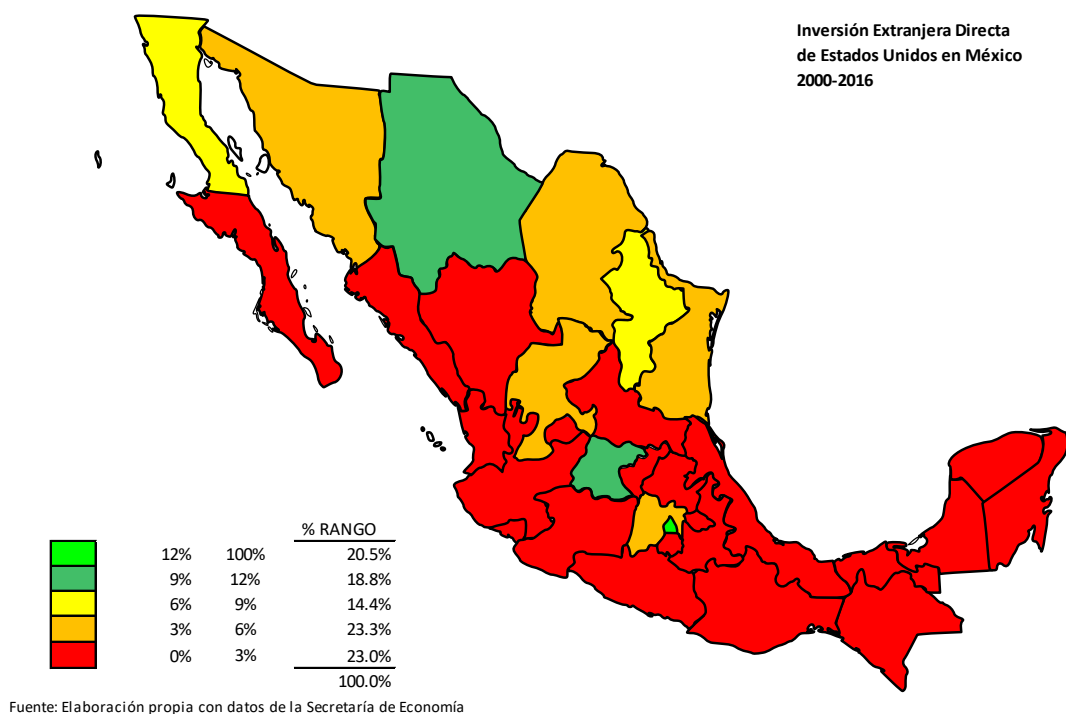 Inversión Extranjera Directa
de Estados Unidos en México
2000-2016
% RANGO
12% 100% 20.5%
9% 12% 18.8%
6% 9% 14.4%
3% 6% 23.3%
0% 3% 23.0%
100.0%
Fuente: Elaboración propia con datos de la Secretaría de Economía